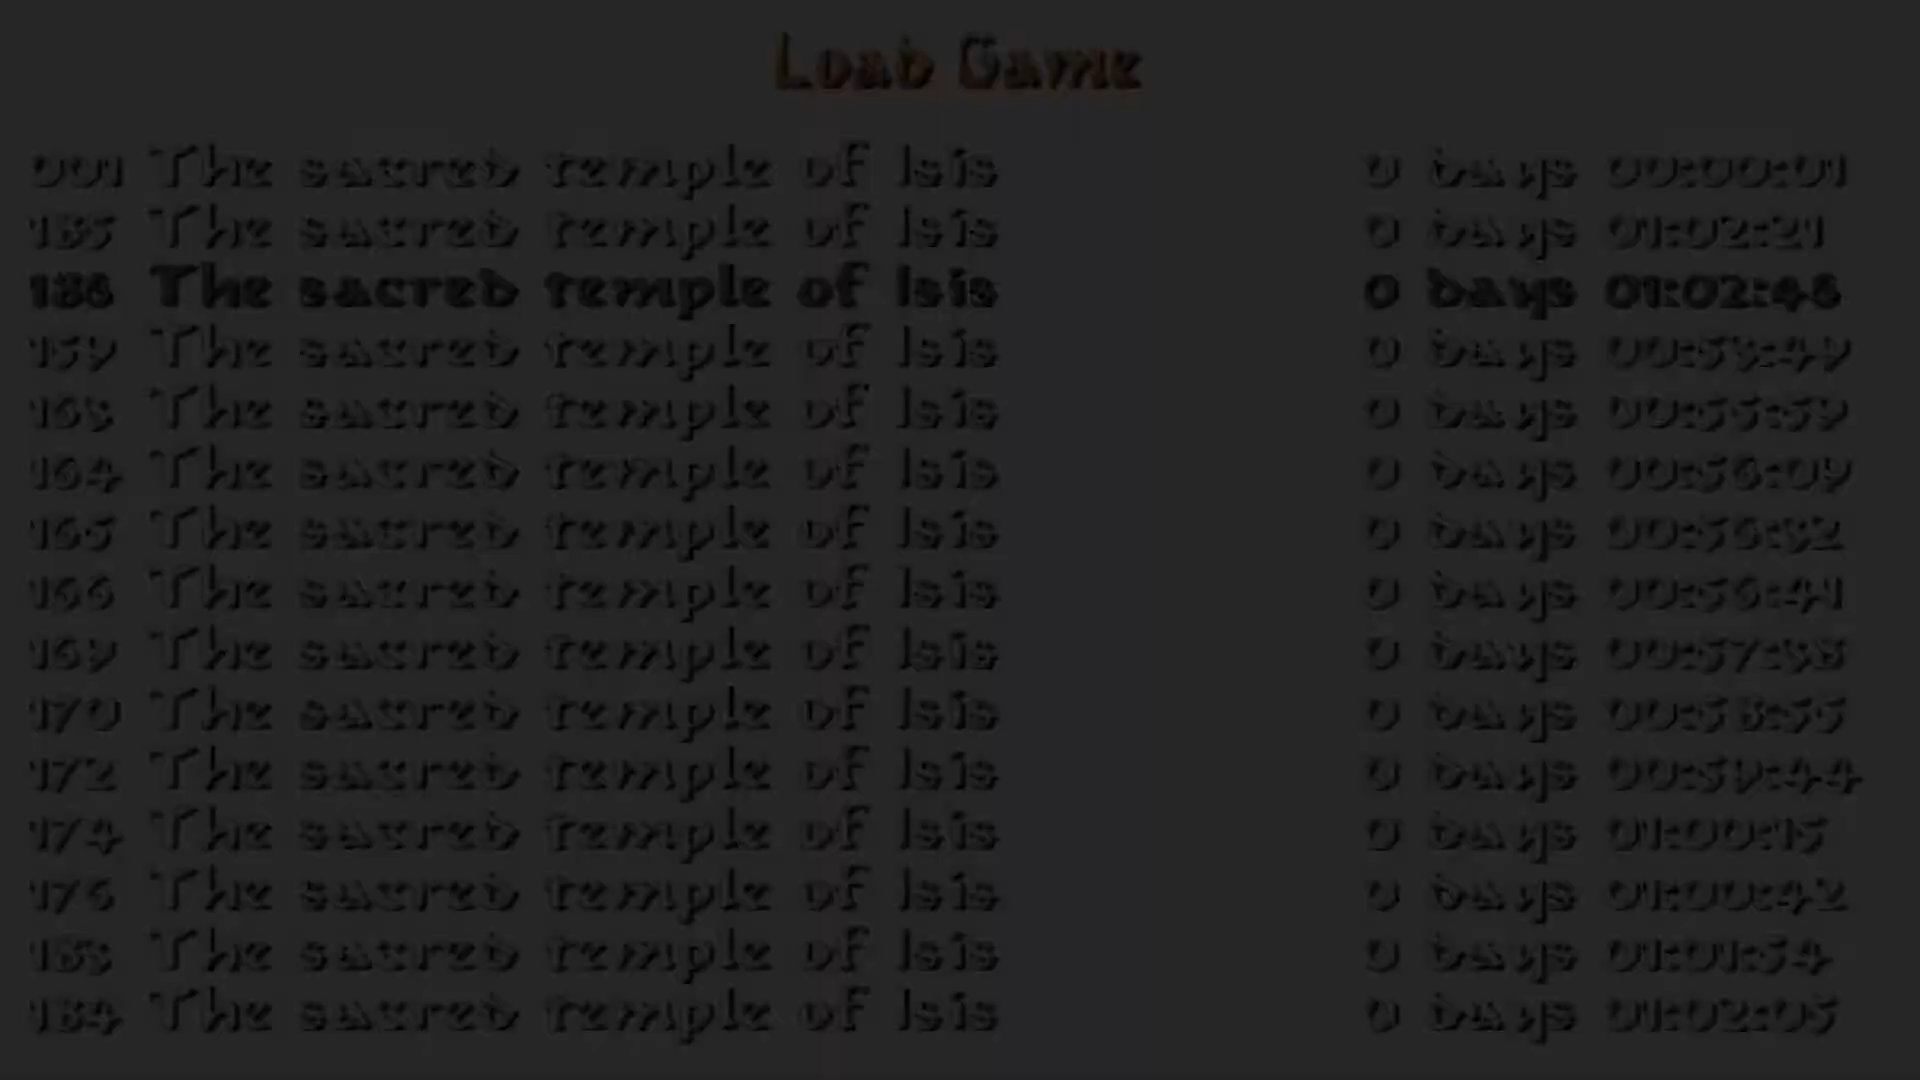 Load Game
001 The sacred temple of Isis 0 days 00:00:01
185 The sacred temple of Isis 0 days 01:02:21
186 The sacred temple of Isis 0 days 01:02:48
159 The sacred temple of Isis 0 days 00:53:49
163 The sacred temple of Isis 0 days 00:55:59
164 The sacred temple of Isis 0 days 00:56:09
165 The sacred temple of Isis 0 days 00:56:32
166 The sacred temple of Isis 0 days 00:56:41
169 The sacred temple of Isis 0 days 00:57:38
170 The sacred temple of Isis 0 days 00:58:55
172 The sacred temple of Isis 0 days 00:59:44
174 The sacred temple of Isis 0 days 01:00:15
176 The sacred temple of Isis 0 days 01:00:42
183 The sacred temple of Isis 0 days 01:01:54
184 The sacred temple of Isis 0 days 01:02:05